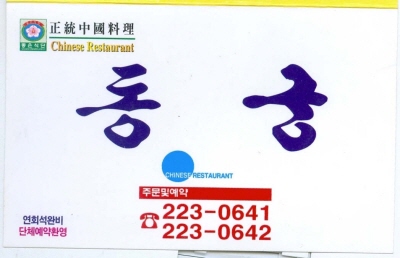 正統中國料理
Chinese Restaurant
동궁
CHINESE RESTAURANT
주문및예약
223-0641
223-0642
연회석완비
단체예약환영